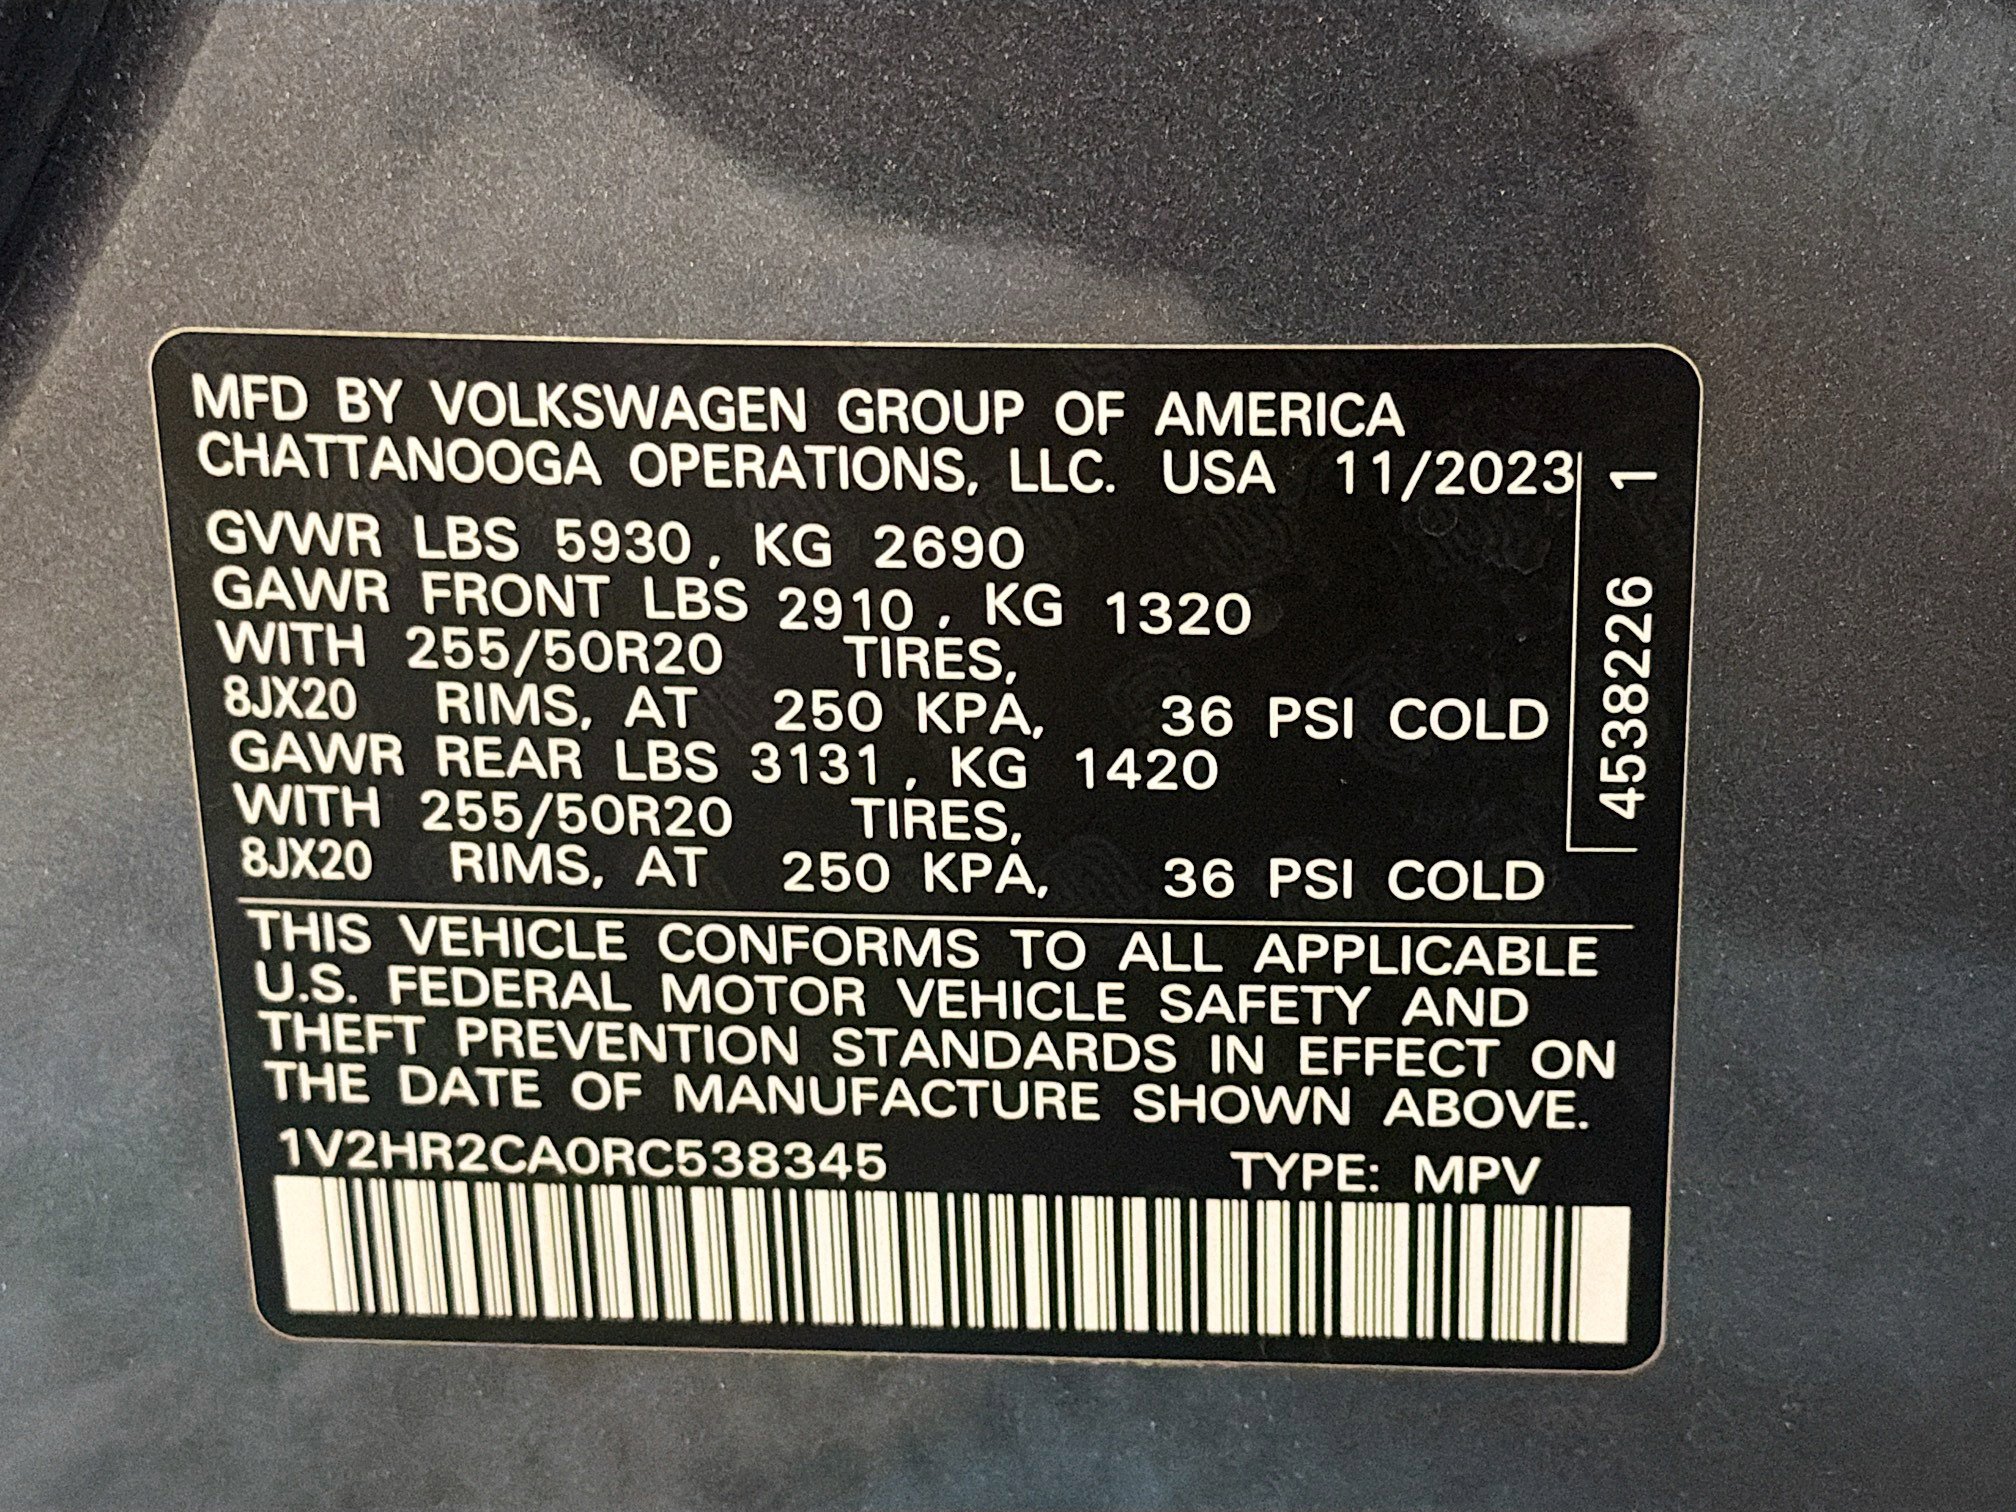 MFD BY VOLKSWAGEN GROUP OF AMERICA
CHATTANOOGA OPERATIONS, LLC. USA 11/2023
GVWR LBS 5930, KG 2690
GAWR FRONT LBS 2910, KG 1320
WITH 255/50R20 TIRES,
8JX20 RIMS, AT 250 KPA, 36 PSI COLD
GAWR REAR LBS 3131, KG 1420
WITH 255/50R20 TIRES,
8JX20 RIMS, AT 250 KPA, 36 PSI COLD
4538226 1
THIS VEHICLE CONFORMS TO ALL APPLICABLE
U.S. FEDERAL MOTOR VEHICLE SAFETY AND
THEFT PREVENTION STANDARDS IN EFFECT ON
THE DATE OF MANUFACTURE SHOWN ABOVE.
1V2HR2CA0RC538345 TYPE: MPV